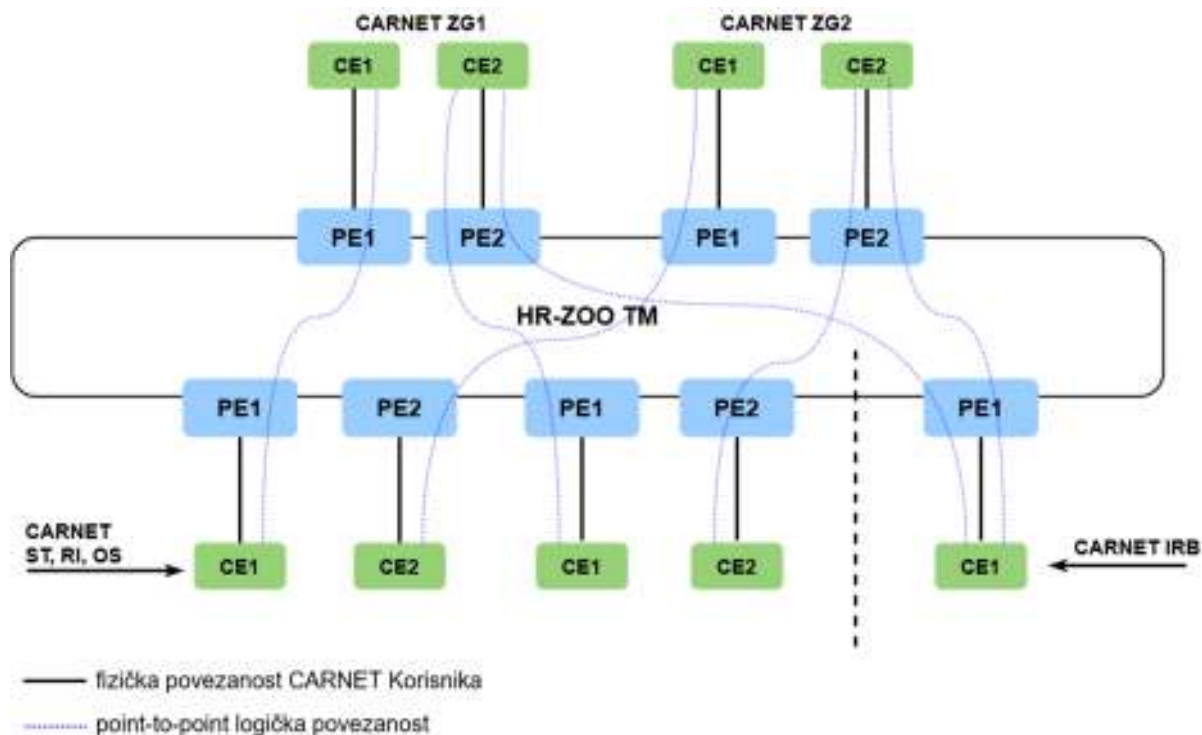 CARNET ZG1
CARNET ZG2
CE1
CE2
CE1
CE2
PE1
PE2
PE1
PE2
HR-ZOO TM
PE1
PE2
PE1
PE2
PE1
CARNET
ST, RI, OS
CE1
CE2
CE1
CE2
CE1
CARNET IRB
fizička povezanost CARNET Korisnika
point-to-point logička povezanost